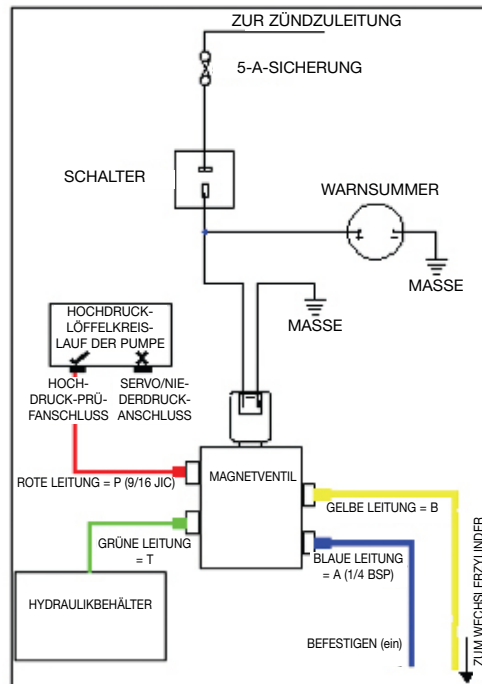 ZUR ZÜNDZULEITUNG
5-A-SICHERUNG
SCHALTER
WARNSUMMER
MASSE
MASSE
HOCHDRUCK-
LÖFFELKREIS-
LAUF DER PUMPE
HOCH-
DRUCK-PRÜ-
FANSCHLUSS
SERVO/NIE-
DERDRUCK-
ANSCHLUSS
MAGNETVENTIL
ROTE LEITUNG = P (9/16 JIC)
GELBE LEITUNG = B
GRÜNE LEITUNG
= T
BLAUE LEITUNG
= A (1/4 BSP)
HYDRAULIKBEHÄLTER
BEFESTIGEN (ein)
ZUM WECHSLERZYLINDER